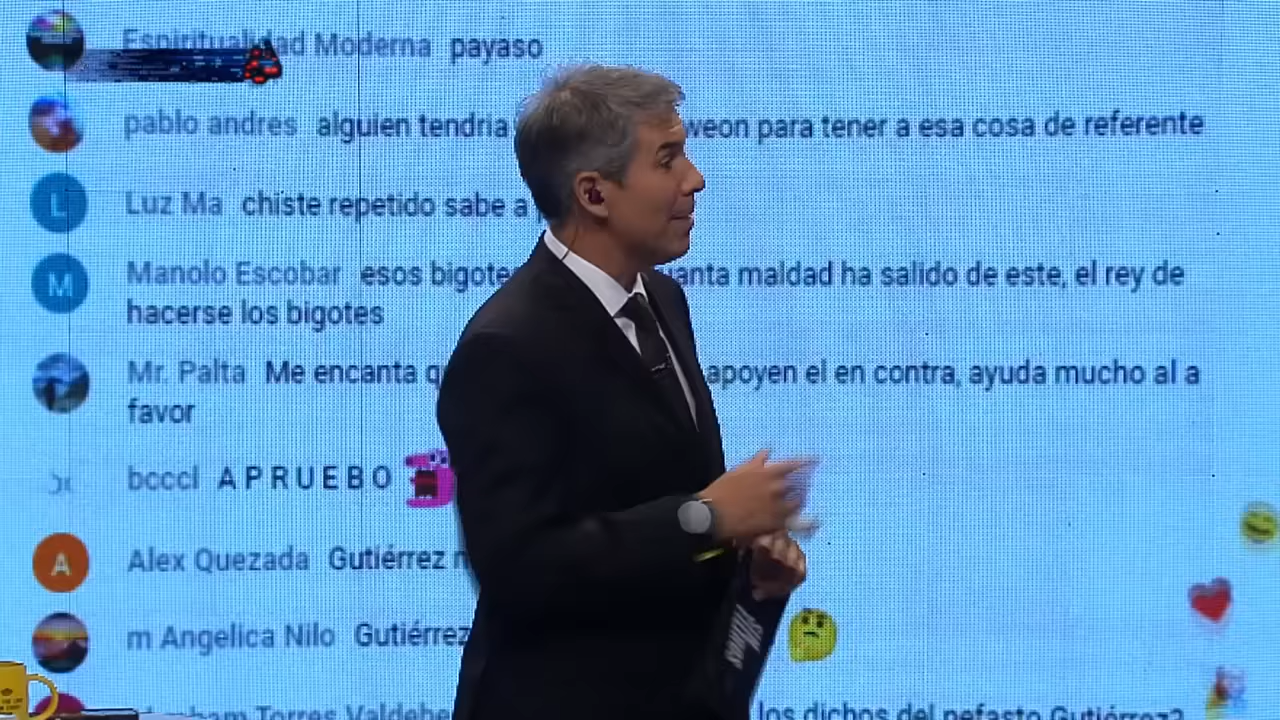 Espiritualidad Moderna payaso
pablo andres alguien tendria weon para tener a esa cosa de referente
L Luz Ma chiste repetido sabe a
M Manolo Escobar esos maldad ha salido de este, el rey de
hacerse los bigotes
Mr. Palta Me encanta apoyen el en contra, ayuda mucho al a
favor
bcccl A P R U E B O
A Alex Quezada Gutiérrez
m Angelica Nilo Gutiérrez
Torres los dichos del nefasto Gutiérrez?